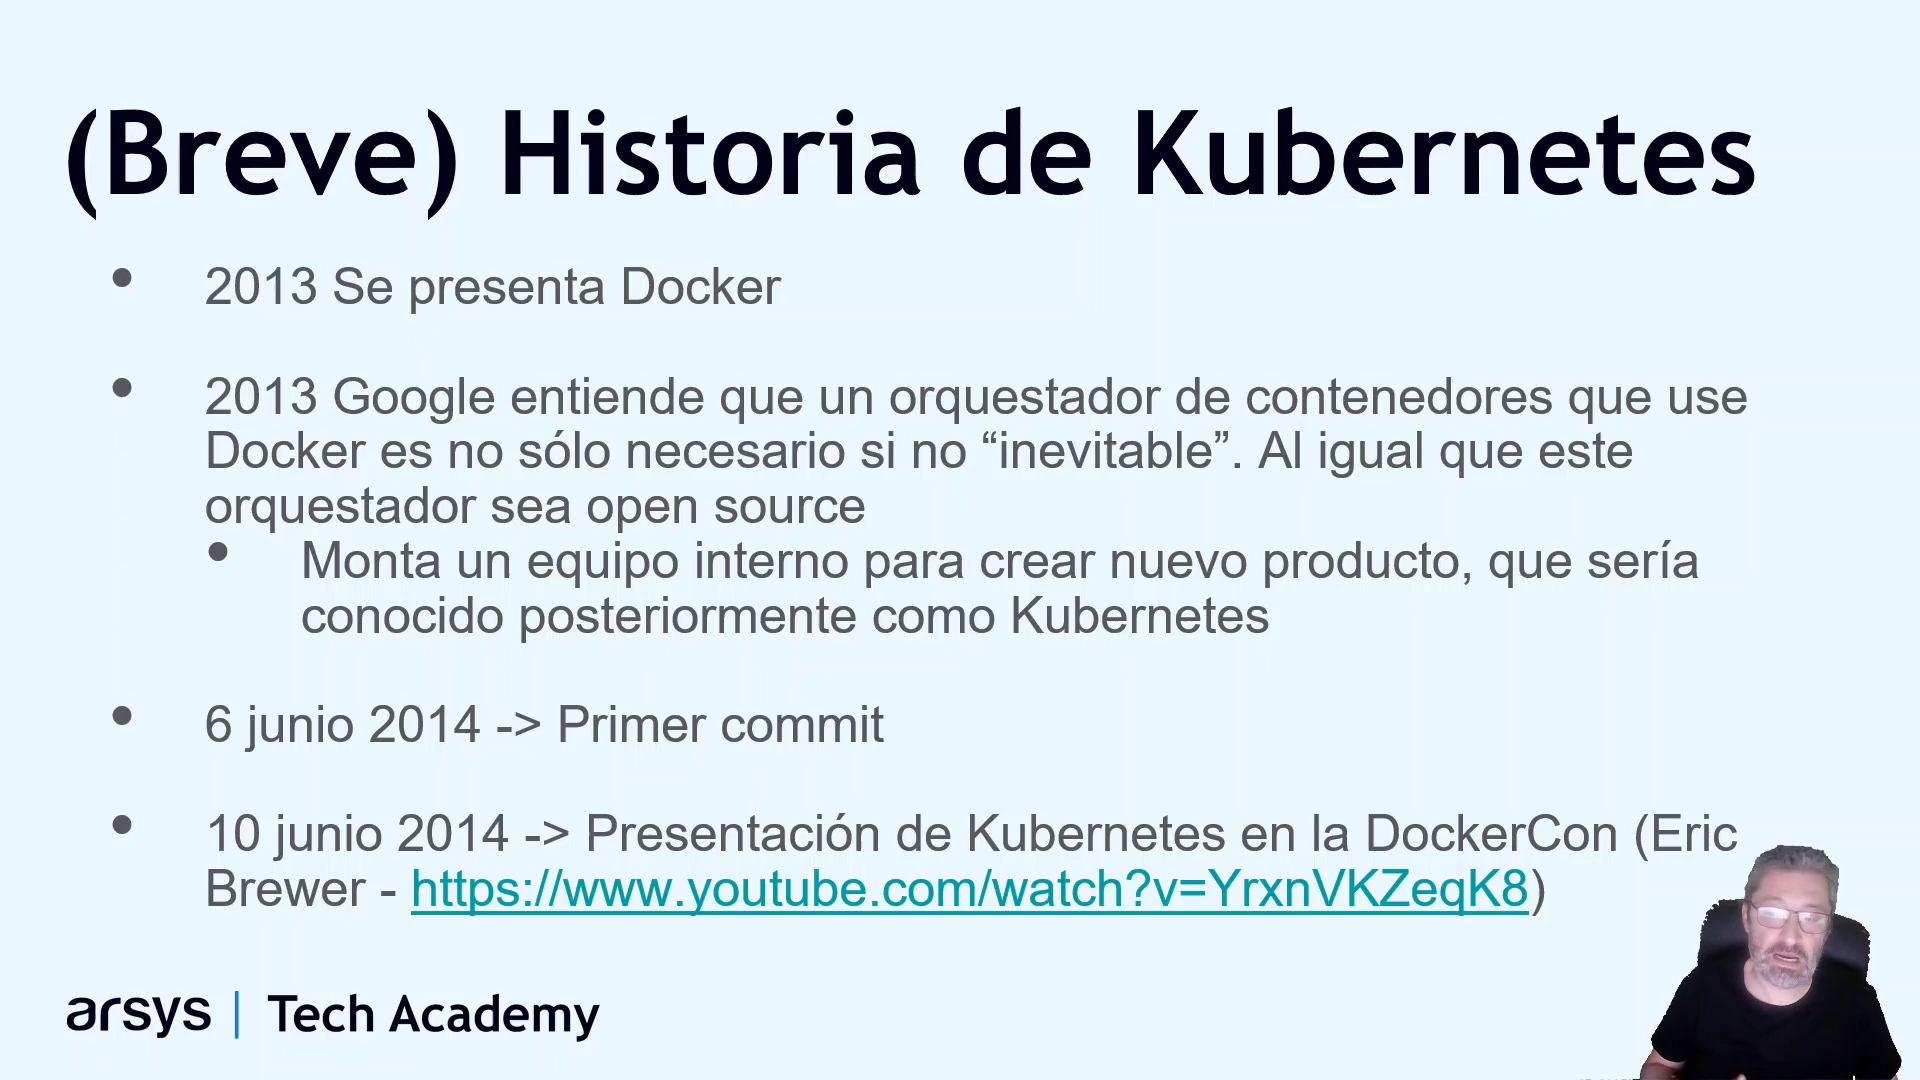 (Breve) Historia de Kubernetes
• 2013 Se presenta Docker
• 2013 Google entiende que un orquestador de contenedores que use
Docker es no sólo necesario si no “inevitable”. Al igual que este
orquestador sea open source
• Monta un equipo interno para crear nuevo producto, que sería
conocido posteriormente como Kubernetes
• 6 junio 2014 -> Primer commit
• 10 junio 2014 -> Presentación de Kubernetes en la DockerCon (Eric
Brewer - https://www.youtube.com/watch?v=YrxnVKZeqK8)
arsys | Tech Academy